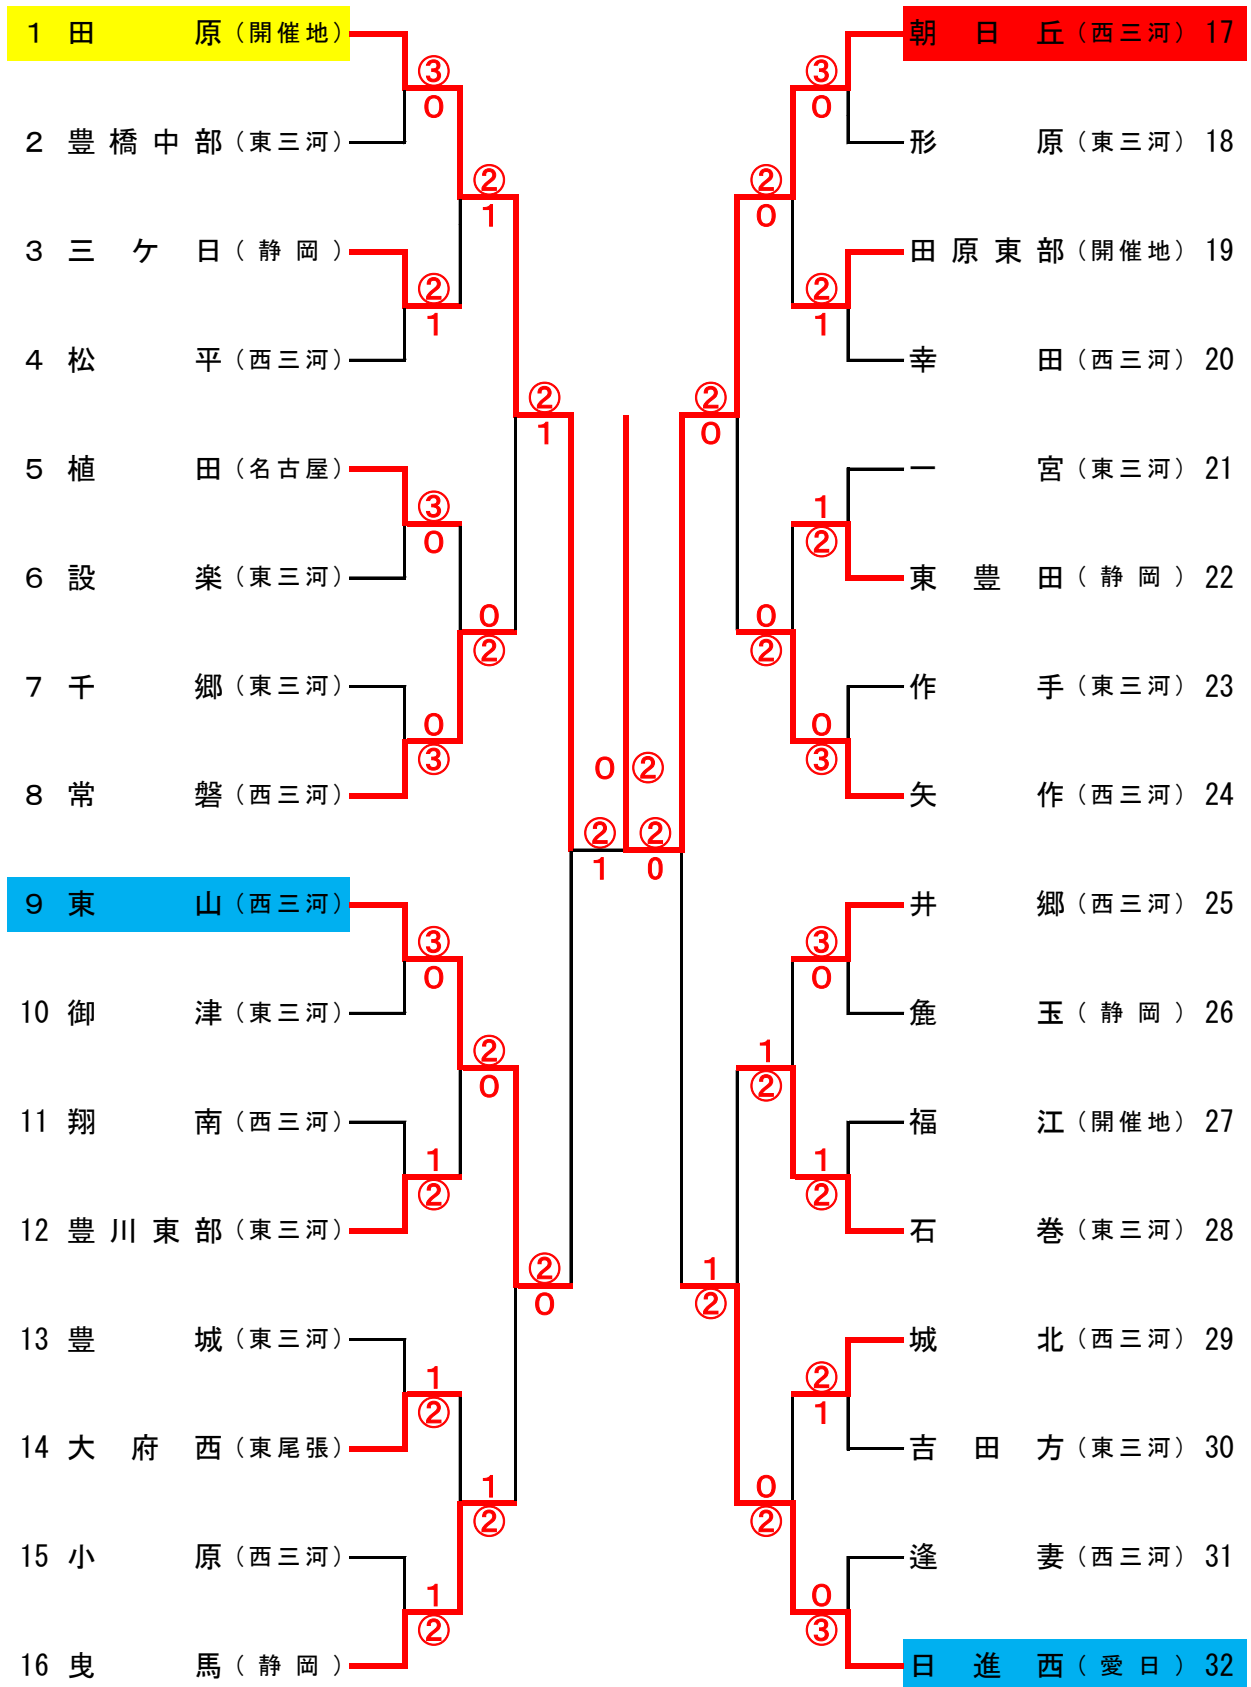 1 田原 (開催地)
2 豊橋中部 (東三河)
3 三ケ日 (静岡)
4 松平 (西三河)
5 植田 (名古屋)
6 設楽 (東三河)
7 千郷 (東三河)
8 常磐 (西三河)
9 東山 (西三河)
10 御津 (東三河)
11 翔南 (西三河)
12 豊川東部 (東三河)
13 豊城 (東三河)
14 大府西 (東尾張)
15 小原 (西三河)
16 曳馬 (静岡)
③
0
②
1
③
0
0
③
③
0
1
②
1
②
1
②
②
1
0
②
②
0
1
②
②
1
②
0
②
1
0 ②
②
0
②
0
1
②
②
0
0
②
1
②
0
②
③
0
②
1
1
②
0
③
③
0
1
②
②
1
0
③
朝日丘 (西三河) 17
形原 (東三河) 18
田原東部 (開催地) 19
幸田 (西三河) 20
一宮 (東三河) 21
東豊田 (静岡) 22
作手 (東三河) 23
矢作 (西三河) 24
井郷 (西三河) 25
麁玉 (静岡) 26
福江 (開催地) 27
石巻 (東三河) 28
城北 (西三河) 29
吉田方 (東三河) 30
逢妻 (西三河) 31
日進西 (愛日) 32